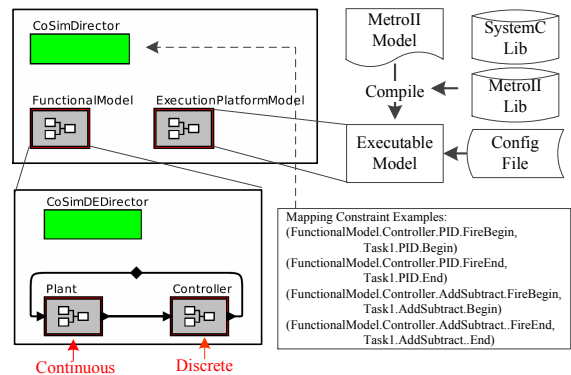 CoSimDirector
FunctionalModel
ExecutionPlatformModel
MetroII
Model
SystemC
Lib
Compile
MetroII
Lib
Executable
Model
Config
File
CoSimDEDirector
Plant
Controller
Continuous
Discrete
Mapping Constraint Examples:
(FunctionalModel.Controller.PID.FireBegin,
Task1.PID.Begin)
(FunctionalModel.Controller.PID.FireEnd,
Task1.PID.End)
(FunctionalModel.Controller.AddSubtract.FireBegin,
Task1.AddSubtract.Begin)
(FunctionalModel.Controller.AddSubtract..FireEnd,
Task1.AddSubtract..End)